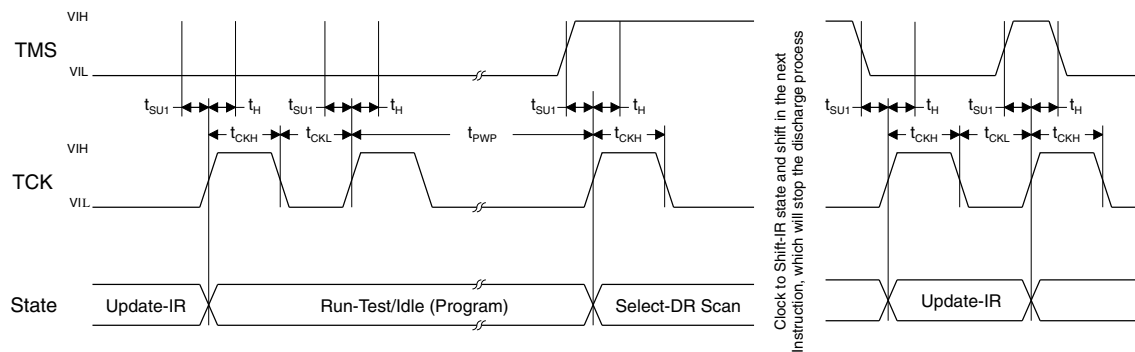 VIH
TMS
VIL
tSU1 tH tSU1 tH tSU1 tH tSU1 tH tSU1 tH
tCKH tCKL tPWP tCKH tCKH tCKL tCKH
VIH
TCK
VIL
State
Update-IR Run-Test/Idle (Program) Select-DR Scan
Clock to Shift-IR state and shift in the next
Instruction, which will stop the discharge process
Update-IR